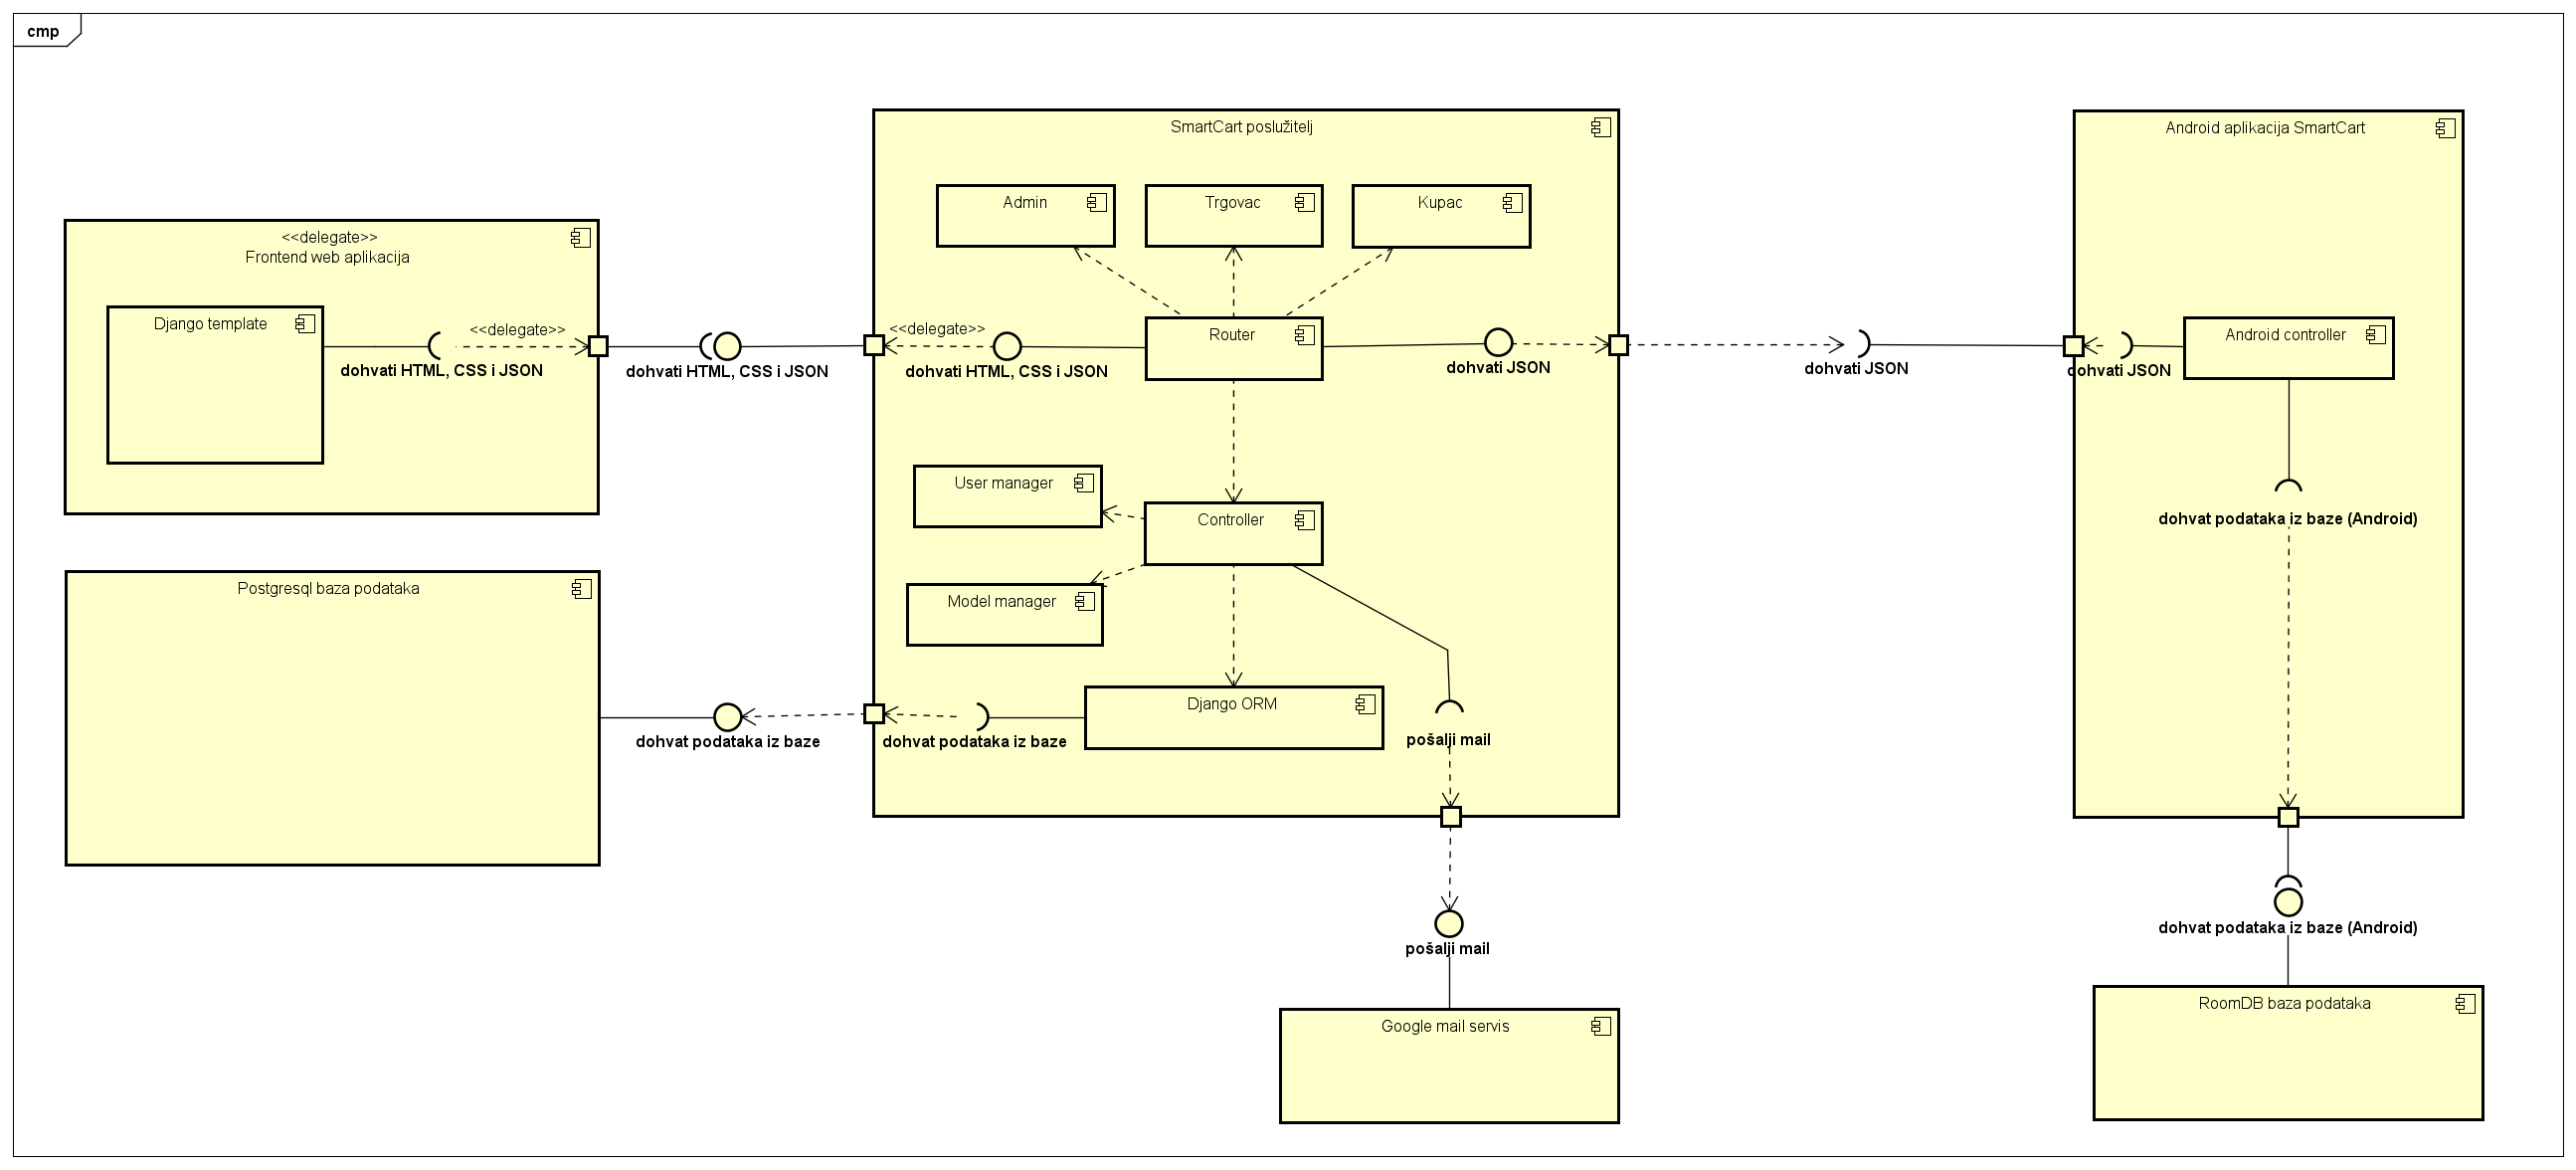 cmp
SmartCart poslužitelj
Android aplikacija SmartCart
Admin
Trgovac
Kupac
<<delegate>>
Frontend web aplikacija
Django template
<<delegate>>
dohvati HTML, CSS i JSON
dohvati HTML, CSS i JSON
<<delegate>>
dohvati HTML, CSS i JSON
Router
dohvati JSON
dohvati JSON
dohvati JSON
Android controller
User manager
Controller
dohvat podataka iz baze (Android)
Postgresql baza podataka
Model manager
Django ORM
dohvat podataka iz baze
dohvat podataka iz baze
pošalji mail
pošalji mail
dohvat podataka iz baze (Android)
Google mail servis
RoomDB baza podataka